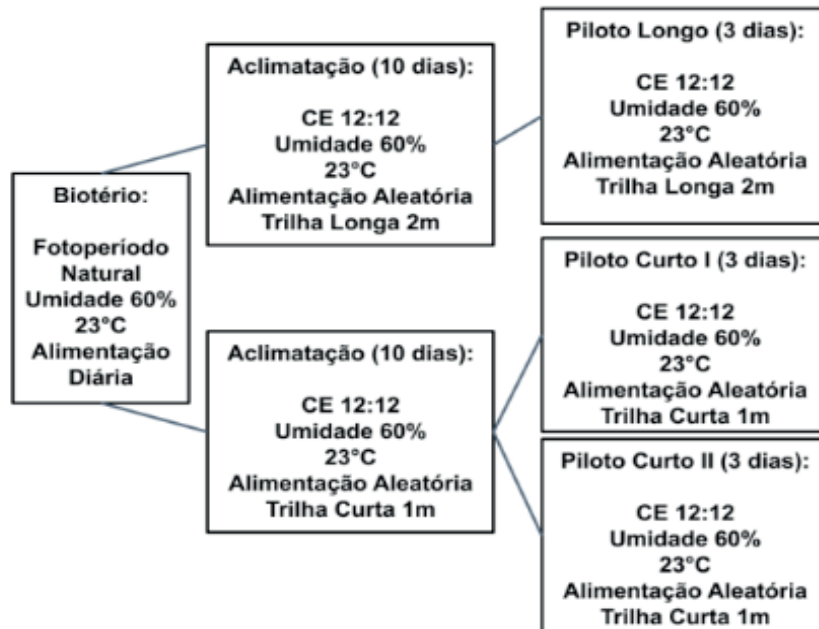 Biotério:
Fotoperíodo
Natural
Umidade 60%
23°C
Alimentação
Diária
Aclimatação (10 dias):
CE 12:12
Umidade 60%
23°C
Alimentação Aleatória
Trilha Longa 2m
Aclimatação (10 dias):
CE 12:12
Umidade 60%
23°C
Alimentação Aleatória
Trilha Curta 1m
Piloto Longo (3 dias):
CE 12:12
Umidade 60%
23°C
Alimentação Aleatória
Trilha Longa 2m
Piloto Curto I (3 dias):
CE 12:12
Umidade 60%
23°C
Alimentação Aleatória
Trilha Curta 1m
Piloto Curto II (3 dias):
CE 12:12
Umidade 60%
23°C
Alimentação Aleatória
Trilha Curta 1m